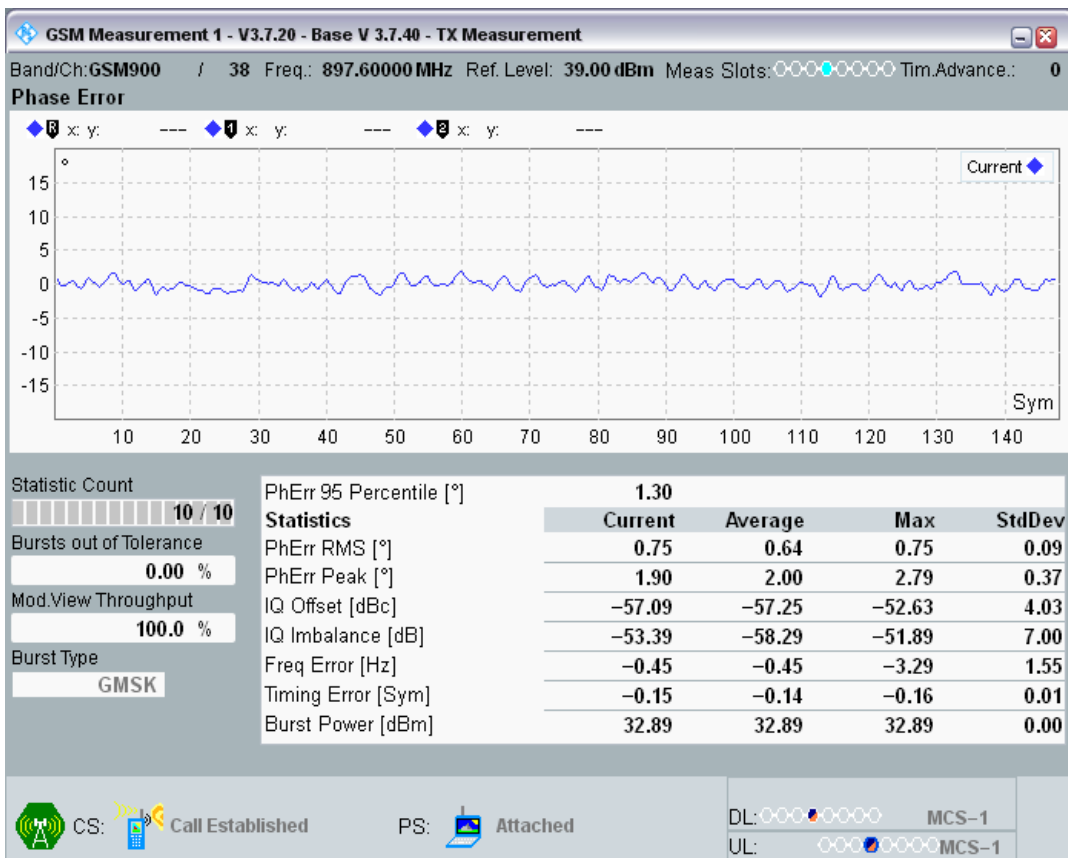 GSM Measurement 1 - V3.7.20 - Base V 3.7.40 - TX Measurement
Band/Ch:GSM900 / 38 Freq.: 897.60000 MHz Ref. Level: 39.00 dBm Meas Slots: Tim.Advance.: 0
Phase Error
R x: y: --- 1 x: y: --- 2 x: y: ---
° Current
15
10
5
0
-5
-10
-15
Sym
10 20 30 40 50 60 70 80 90 100 110 120 130 140
Statistic Count
10 / 10
Bursts out of Tolerance
0.00 %
Mod.View Throughput
100.0 %
Burst Type
GMSK
PhErr 95 Percentile [°] 1.30
Statistics Current Average Max StdDev
PhErr RMS [°] 0.75 0.64 0.75 0.09
PhErr Peak [°] 1.90 2.00 2.79 0.37
IQ Offset [dBc] −57.09 −57.25 −52.63 4.03
IQ Imbalance [dB] −53.39 −58.29 −51.89 7.00
Freq Error [Hz] −0.45 −0.45 −3.29 1.55
Timing Error [Sym] −0.15 −0.14 −0.16 0.01
Burst Power [dBm] 32.89 32.89 32.89 0.00
CS: Call Established PS: Attached
DL: MCS−1
UL: MCS−1